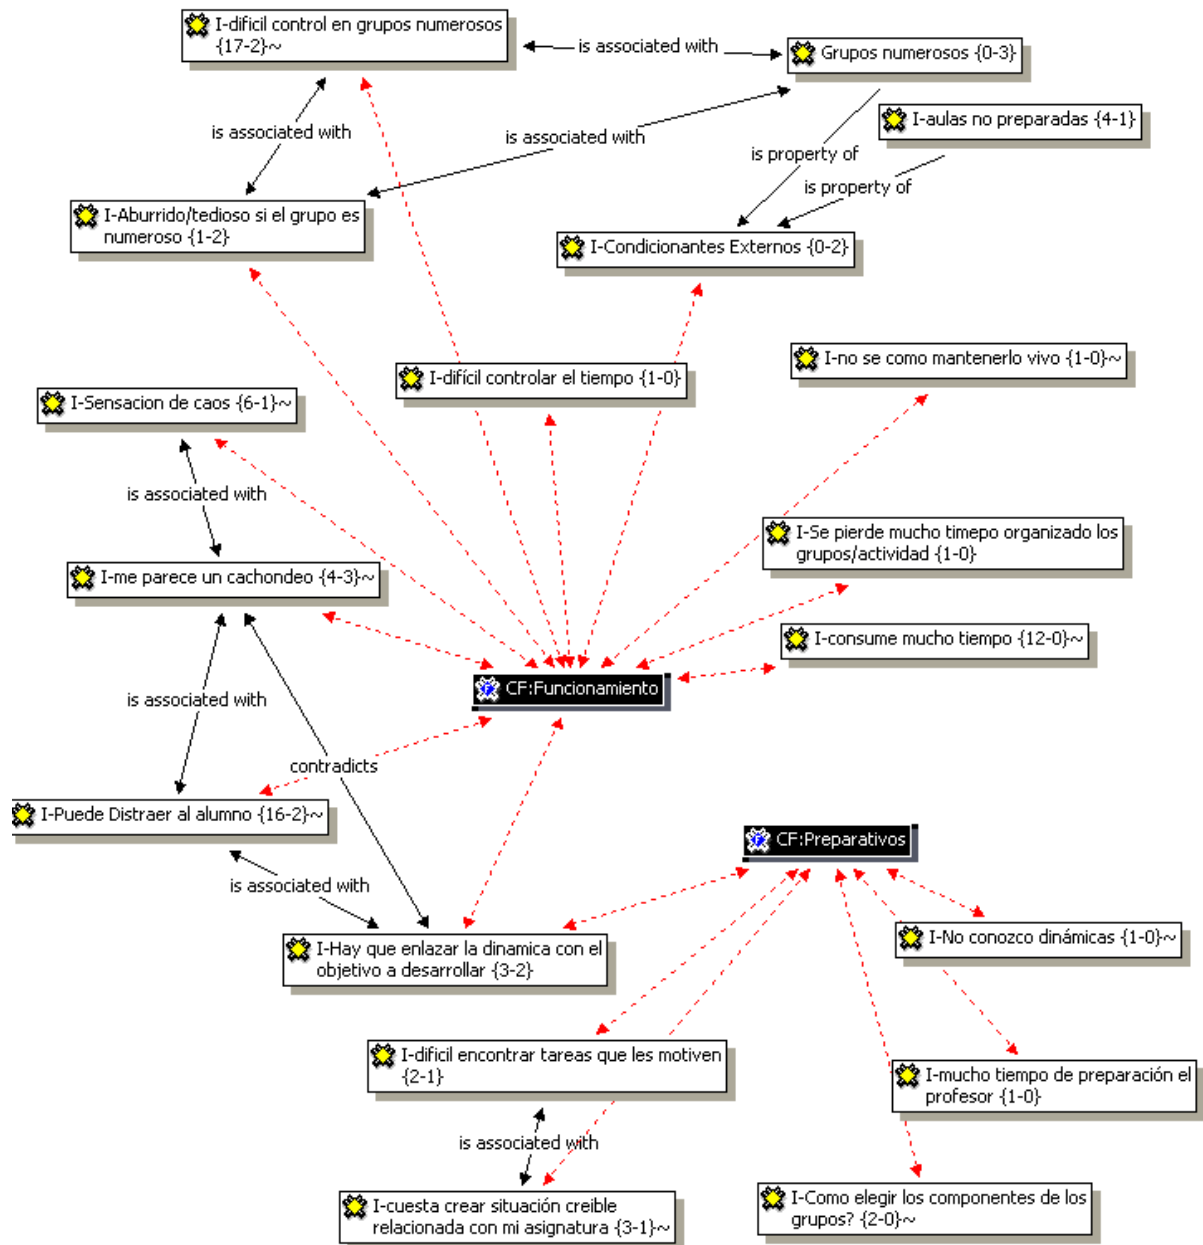 I-dificil control en grupos numerosos
{17-2}~
is associated with
Grupos numerosos {0-3}
I-aulas no preparadas {4-1}
is associated with
is associated with
is property of
is property of
I-Aburrido/tedioso si el grupo es
numeroso {1-2}
I-Condicionantes Externos {0-2}
I-no se como mantenerlo vivo {1-0}~
I-difícil controlar el tiempo {1-0}
I-Sensacion de caos {6-1}~
is associated with
I-Se pierde mucho timepo organizado los
grupos/actividad {1-0}
I-me parece un cachondeo {4-3}~
I-consume mucho tiempo {12-0}~
CF:Funcionamiento
is associated with
contradicts
I-Puede Distraer al alumno {16-2}~
CF:Preparativos
is associated with
I-Hay que enlazar la dinamica con el
objetivo a desarrollar {3-2}
I-No conozco dinámicas {1-0}~
I-dificil encontrar tareas que les motiven
{2-1}
I-mucho tiempo de preparación el
profesor {1-0}
is associated with
I-cuesta crear situación creible
relacionada con mi asignatura {3-1}~
I-Como elegir los componentes de los
grupos? {2-0}~